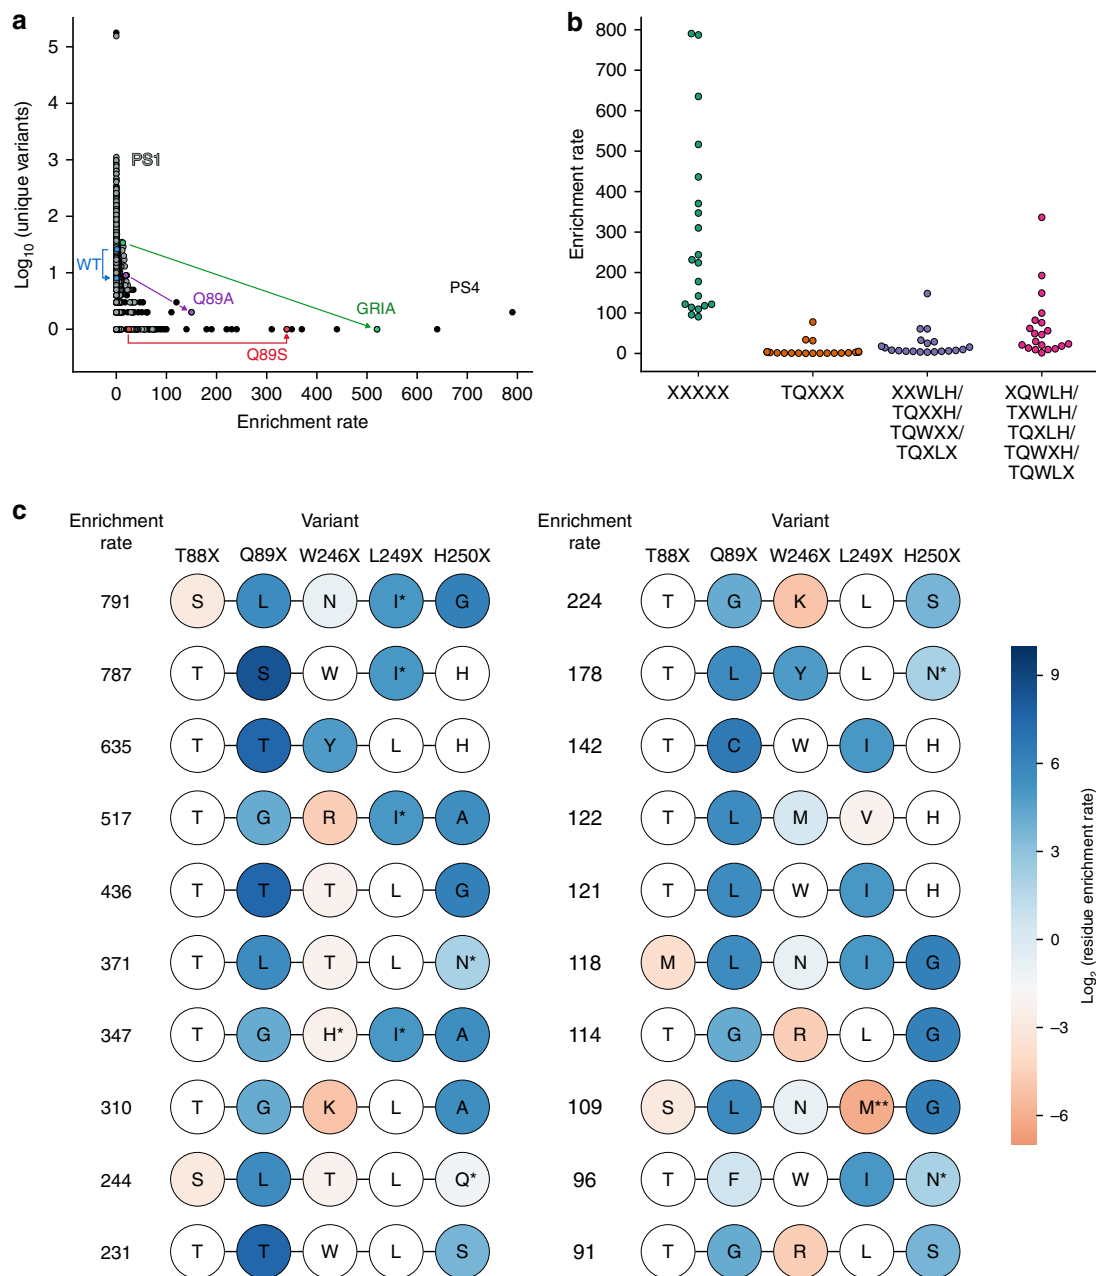 a
Log10 (unique variants)
5
4
3
2
1
0
PS1
WT
Q89A
GRIA
PS4
Q89S
0 100 200 300 400 500 600 700 800
Enrichment rate
b
Enrichment rate
800
700
600
500
400
300
200
100
0
XXXXX
TQXXX
XXWLH/
TQXXH/
TQWXX/
TQXLX
XQWLH/
TXWLH/
TQXLH/
TQWXH/
TQWLX
c
Enrichment
rate
Variant
T88X Q89X W246X L249X H250X
791 S L N I* G
787 T S W I* H
635 T T Y L H
517 T G R I* A
436 T T T L G
371 T L T L N*
347 T G H* I* A
310 T G K L A
244 S L T L Q*
231 T T W L S
Enrichment
rate
Variant
T88X Q89X W246X L249X H250X
224 T G K L S
178 T L Y L N*
142 T C W I H
122 T L M V H
121 T L W I H
118 M L N I G
114 T G R L G
109 S L N M** G
96 T F W I N*
91 T G R L S
9
6
3
0
−3
−6
Log2 (residue enrichment rate)